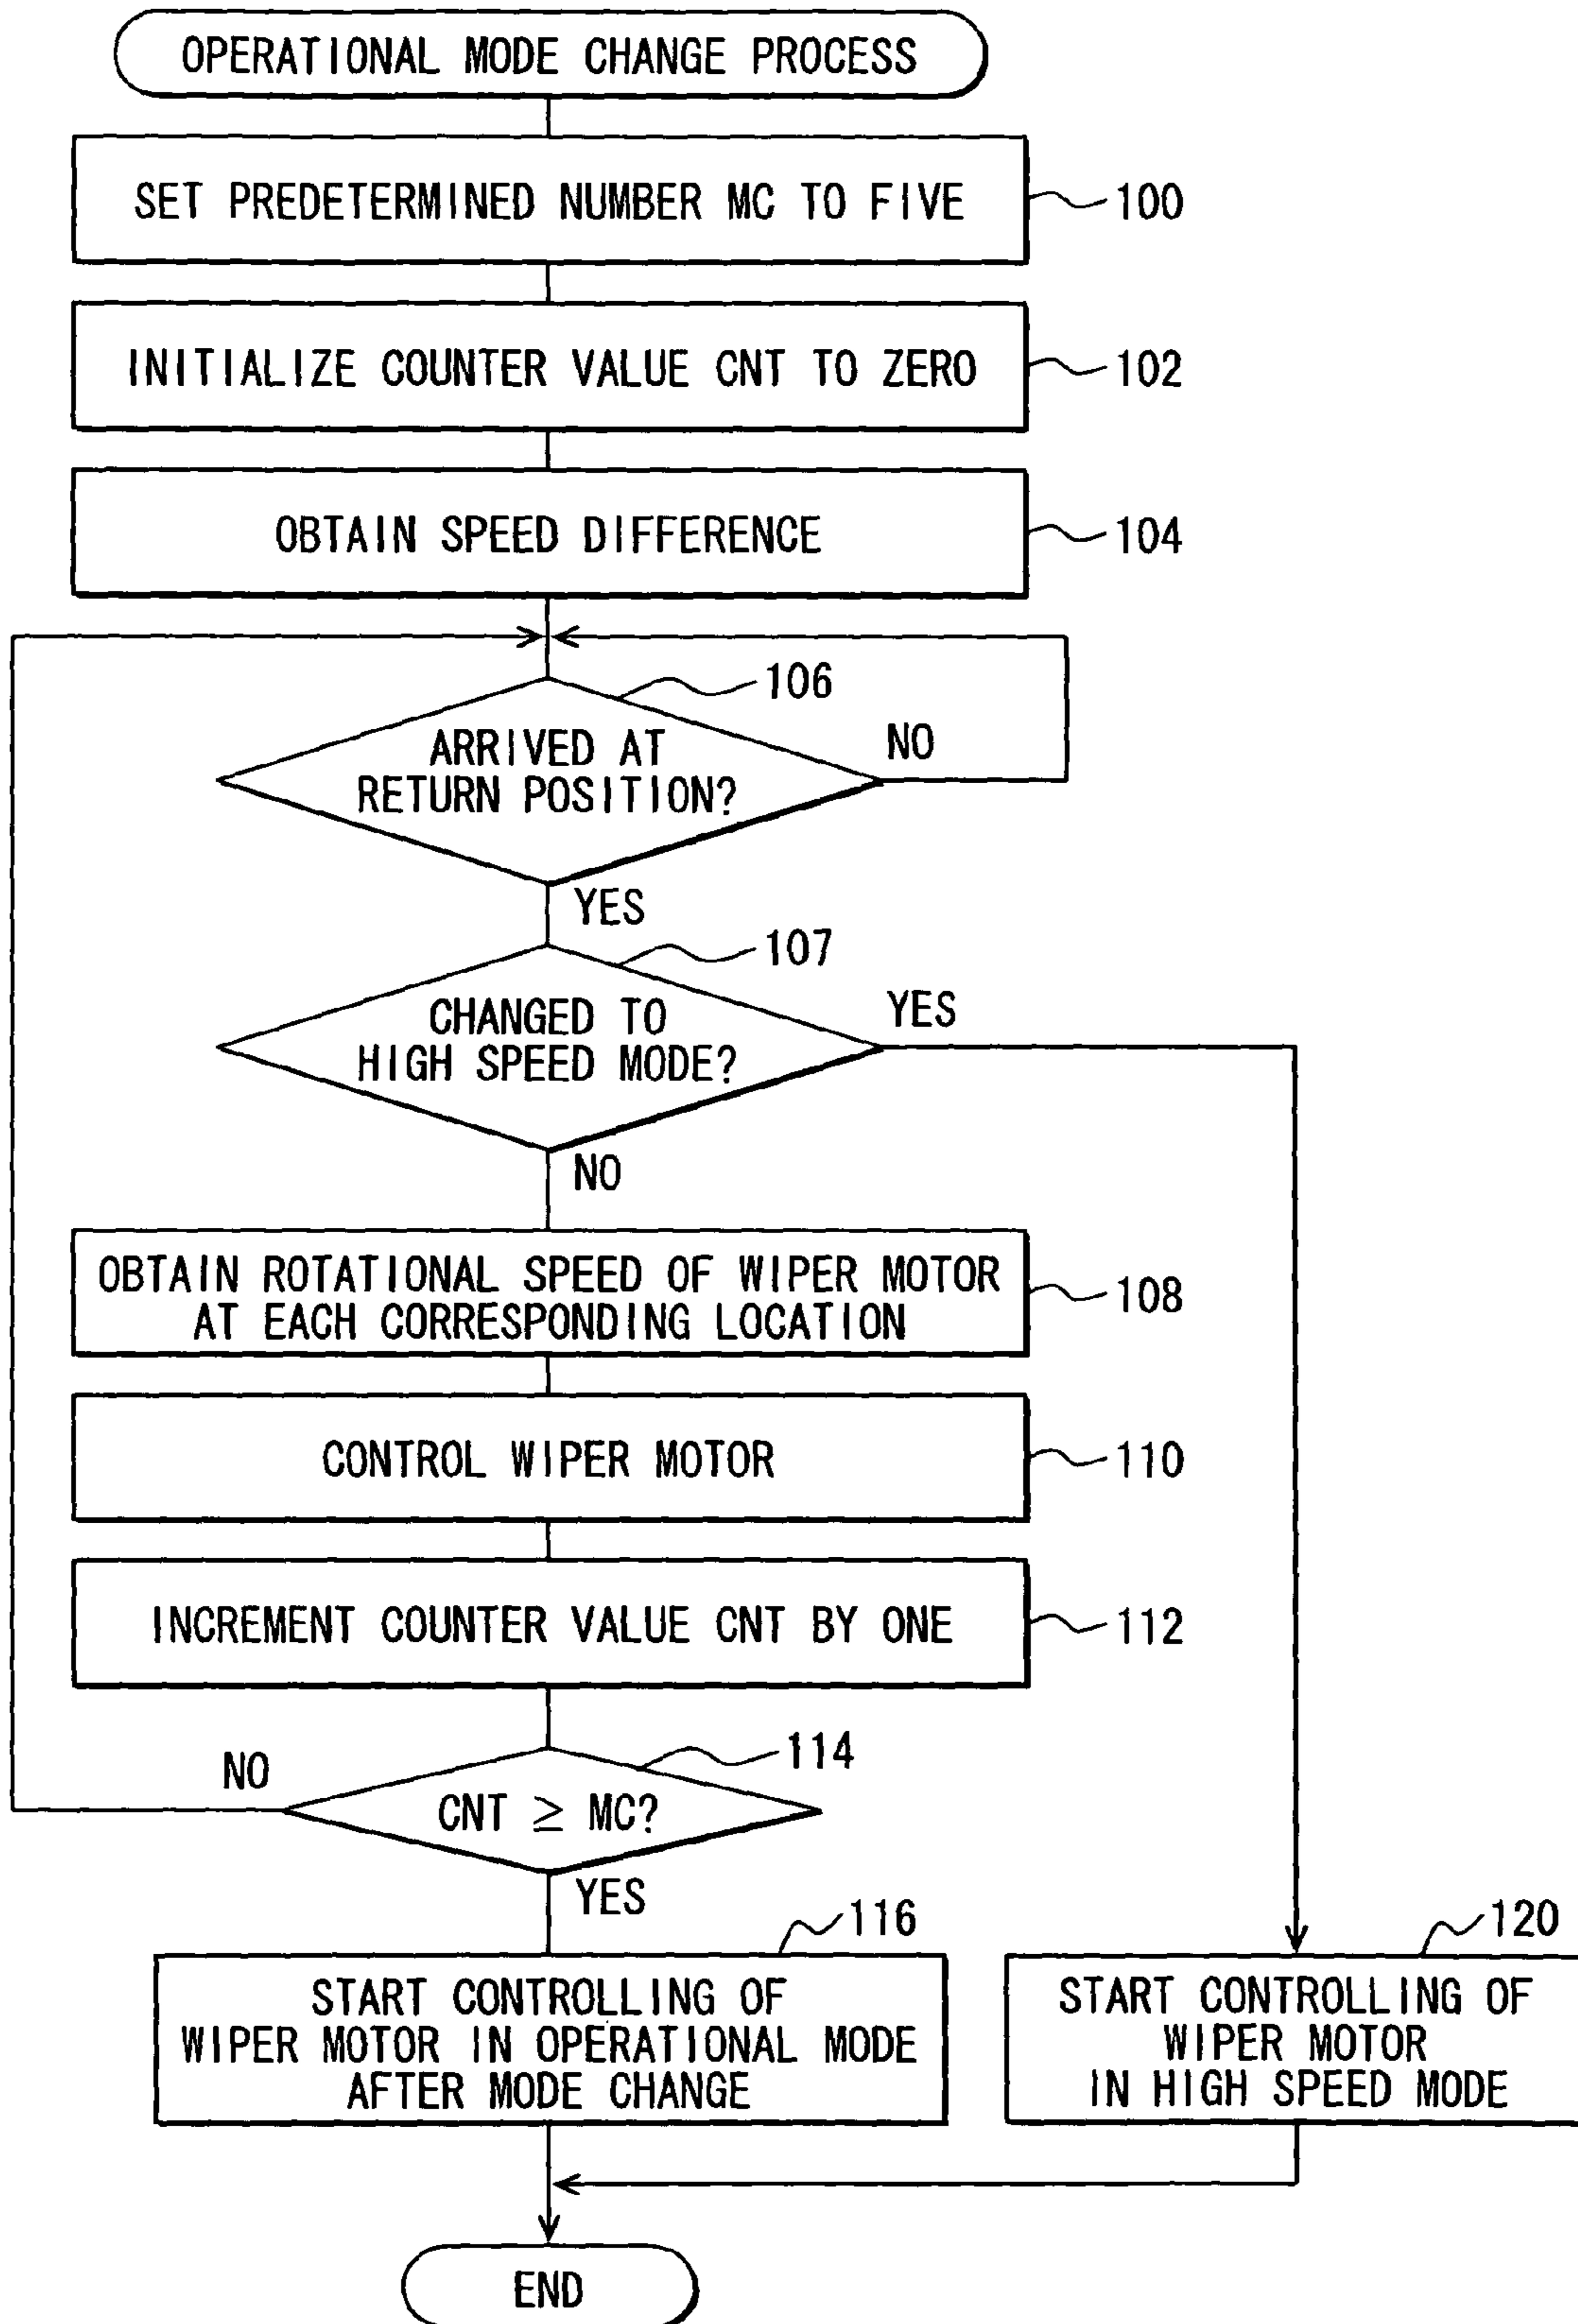 OPERATIONAL MODE CHANGE PROCESS
SET PREDETERMINED NUMBER MC TO FIVE
100
INITIALIZE COUNTER VALUE CNT TO ZERO
102
OBTAIN SPEED DIFFERENCE
104
106
ARRIVED AT
RETURN POSITION?
NO
YES
107
CHANGED TO
HIGH SPEED MODE?
YES
NO
OBTAIN ROTATIONAL SPEED OF WIPER MOTOR
AT EACH CORRESPONDING LOCATION
108
CONTROL WIPER MOTOR
110
INCREMENT COUNTER VALUE CNT BY ONE
112
114
NO
CNT ≧ MC?
YES
116
START CONTROLLING OF
WIPER MOTOR IN OPERATIONAL MODE
AFTER MODE CHANGE
120
START CONTROLLING OF
WIPER MOTOR
IN HIGH SPEED MODE
END